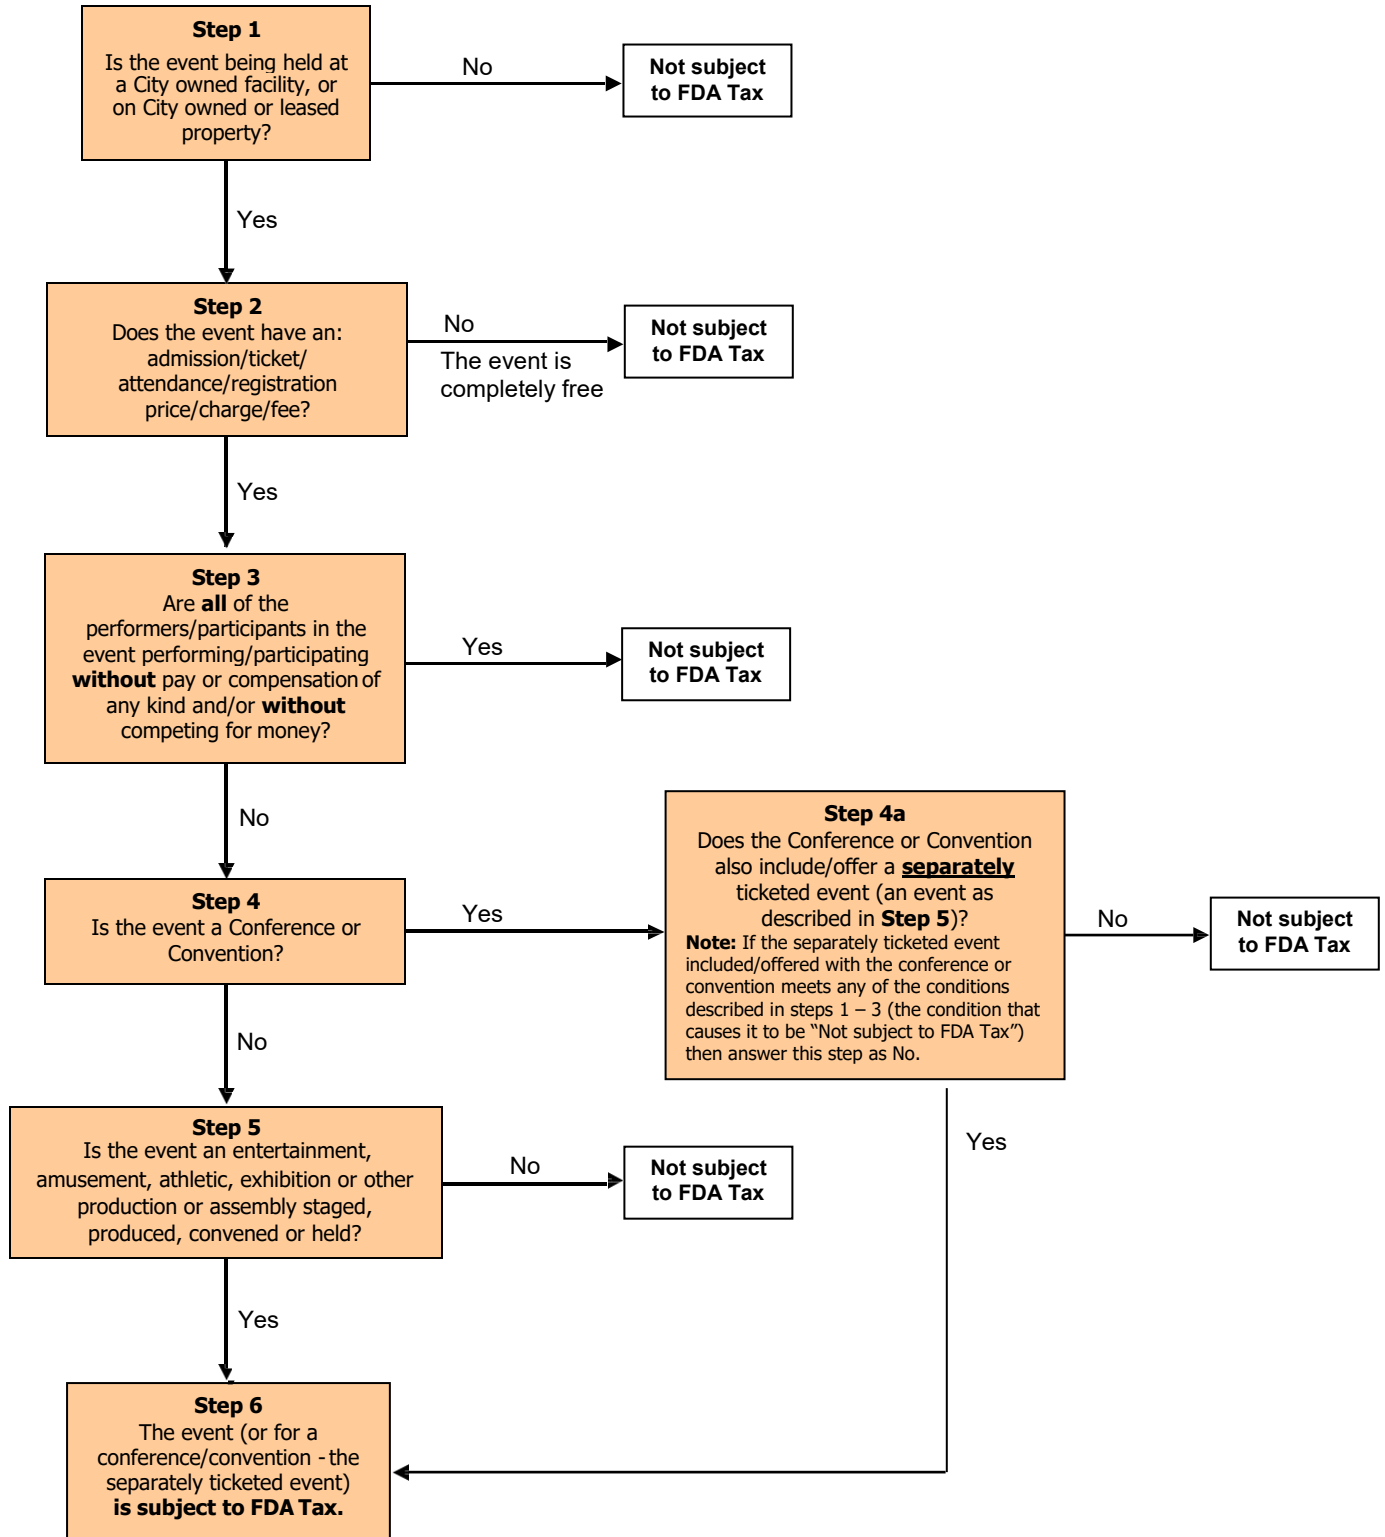 Step 1
Is the event being held at
a City owned facility, or
on City owned or leased
property?
No
Not subject
to FDA Tax
Yes
Step 2
Does the event have an:
admission/ticket/
attendance/registration
price/charge/fee?
No
The event is
completely free
Not subject
to FDA Tax
Yes
Step 3
Are all of the
performers/participants in the
event performing/participating
without pay or compensation of
any kind and/or without
competing for money?
Yes
Not subject
to FDA Tax
No
Step 4
Is the event a Conference or
Convention?
Yes
Step 4a
Does the Conference or Convention
also include/offer a separately
ticketed event (an event as
described in Step 5)?
Note: If the separately ticketed event
included/offered with the conference or
convention meets any of the conditions
described in steps 1 – 3 (the condition that
causes it to be “Not subject to FDA Tax”)
then answer this step as No.
No
Not subject
to FDA Tax
No
Yes
Step 5
Is the event an entertainment,
amusement, athletic, exhibition or other
production or assembly staged,
produced, convened or held?
No
Not subject
to FDA Tax
Yes
Step 6
The event (or for a
conference/convention - the
separately ticketed event)
is subject to FDA Tax.